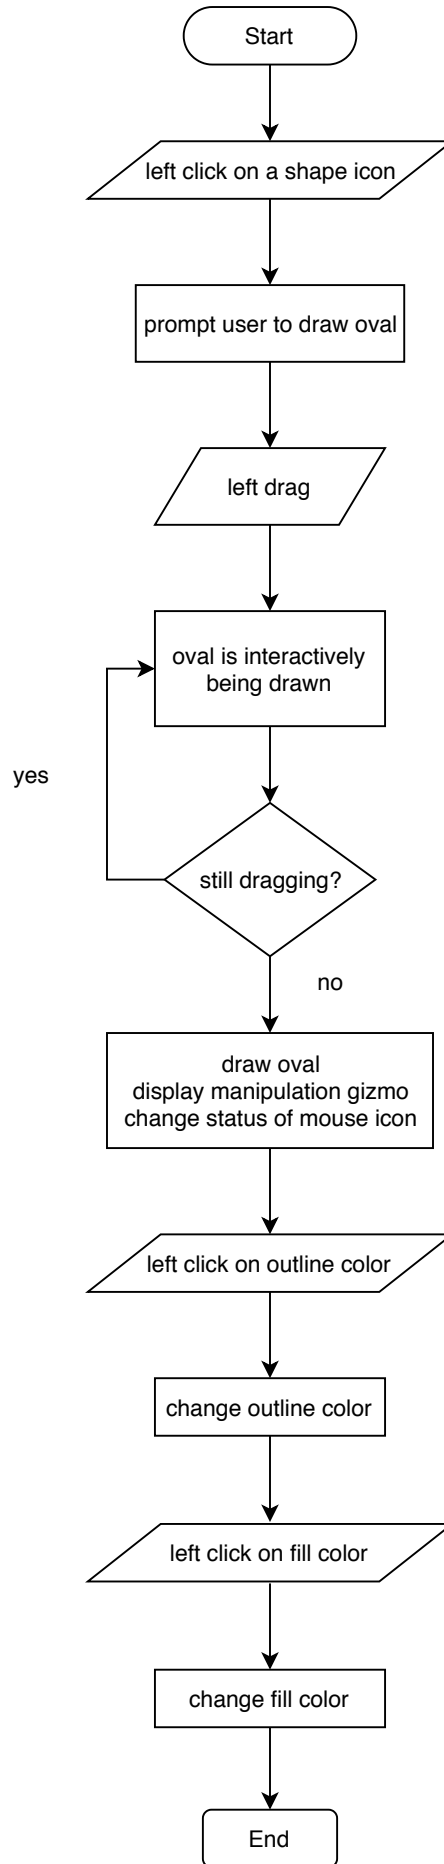 Start
left click on a shape icon
prompt user to draw oval
left drag
oval is interactively
being drawn
yes
still dragging?
no
draw oval
display manipulation gizmo
change status of mouse icon
left click on outline color
change outline color
left click on fill color
change fill color
End